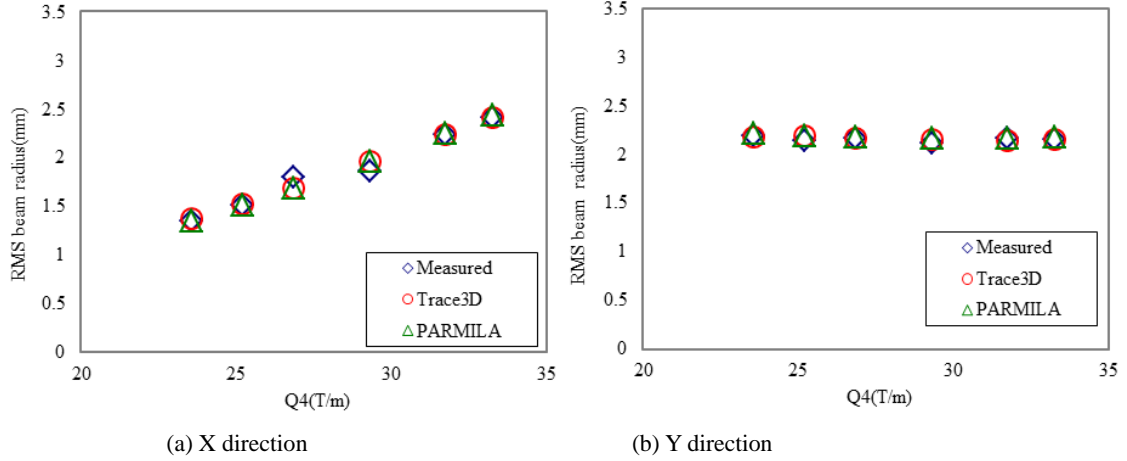 3.5
3
2.5
2
1.5
1
0.5
0
RMS beam radius(mm)
Measured
Trace3D
PARMILA
20 25 30 35
Q4(T/m)
(a) X direction
3.5
3
2.5
2
1.5
1
0.5
0
RMS beam radius(mm)
Measured
Trace3D
PARMILA
20 25 30 35
Q4(T/m)
(b) Y direction